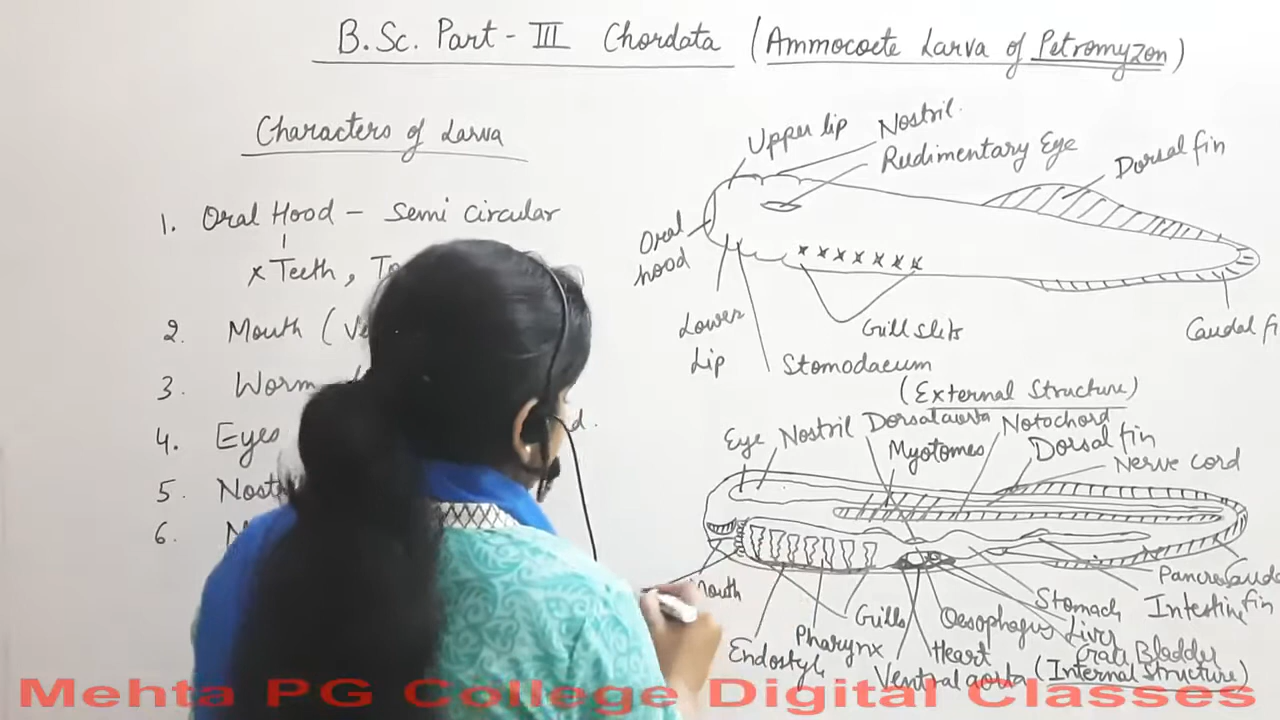 B.Sc. Part - III Chordata (Ammocoete Larva of Petromyzon)
Characters of Larva
1. Oral Hood - Semi Circular
x Teeth,
2. Mouth (
3. Worm
4. Eyes
d.
5.
6.
Upper lip
Nostril
Rudimentary Eye
Dorsal fin
Oral
hood
Lower
Lip
Stomodaeum
Gill slits
Caudal fi
(External Structure)
Eye Nostril Dorsal aorta Notochord
Myotomes Dorsal fin
Nerve cord
Mouth
Endostyle
Pharynx
Gills
Ventral aorta
Heart
Oesophagus
Stomach
Liver
Gall Bladder
Intestine
fin
(Internal Structure)
Mehta PG College Digital Classes